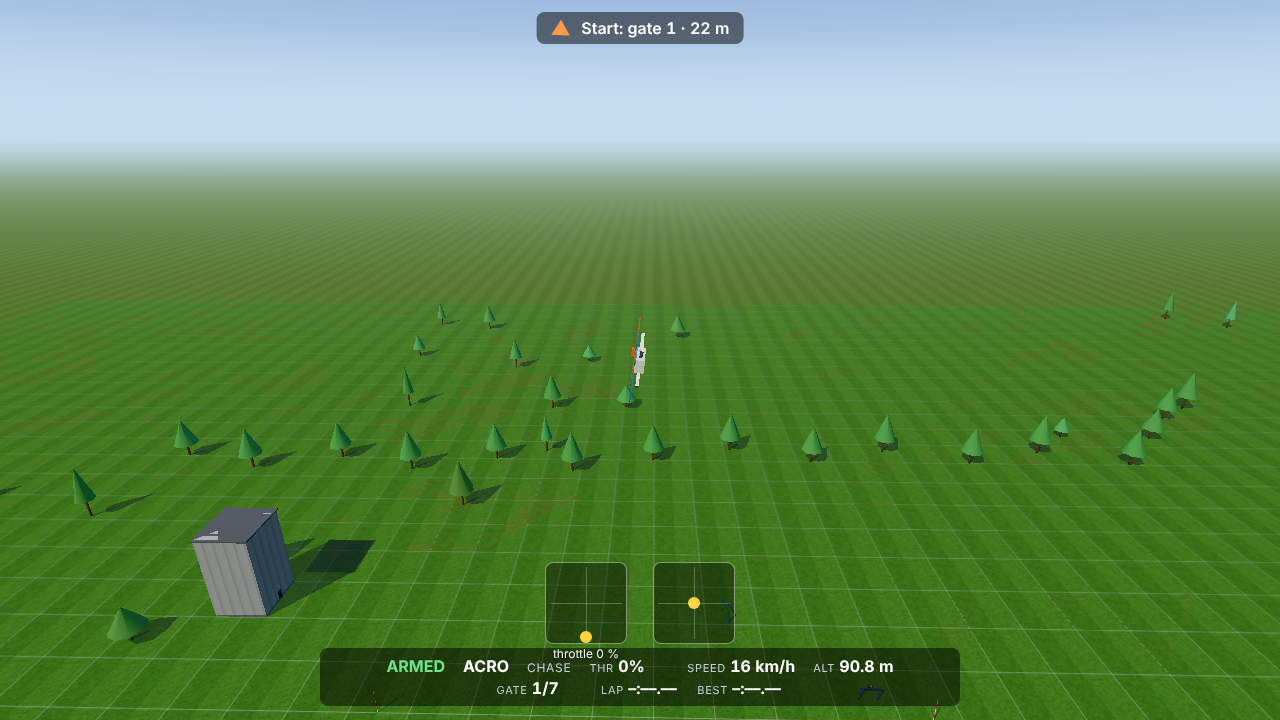 Start: gate 1 · 22 m
throttle 0 %
ARMED ACRO CHASE THR 0% SPEED 16 km/h ALT 90.8 m
GATE 1/7 LAP –:––.–– BEST –:––.––